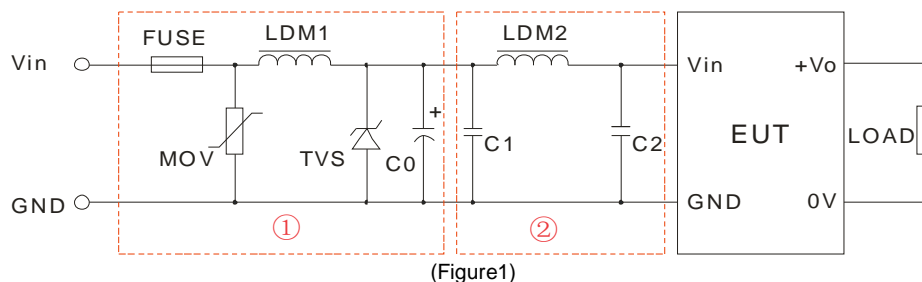 FUSE
LDM1
LDM2
Vin
Vin
+Vo
MOV
TVS
+
C0
C1
C2
EUT
LOAD
GND
GND
0V
①
②
(Figure1)